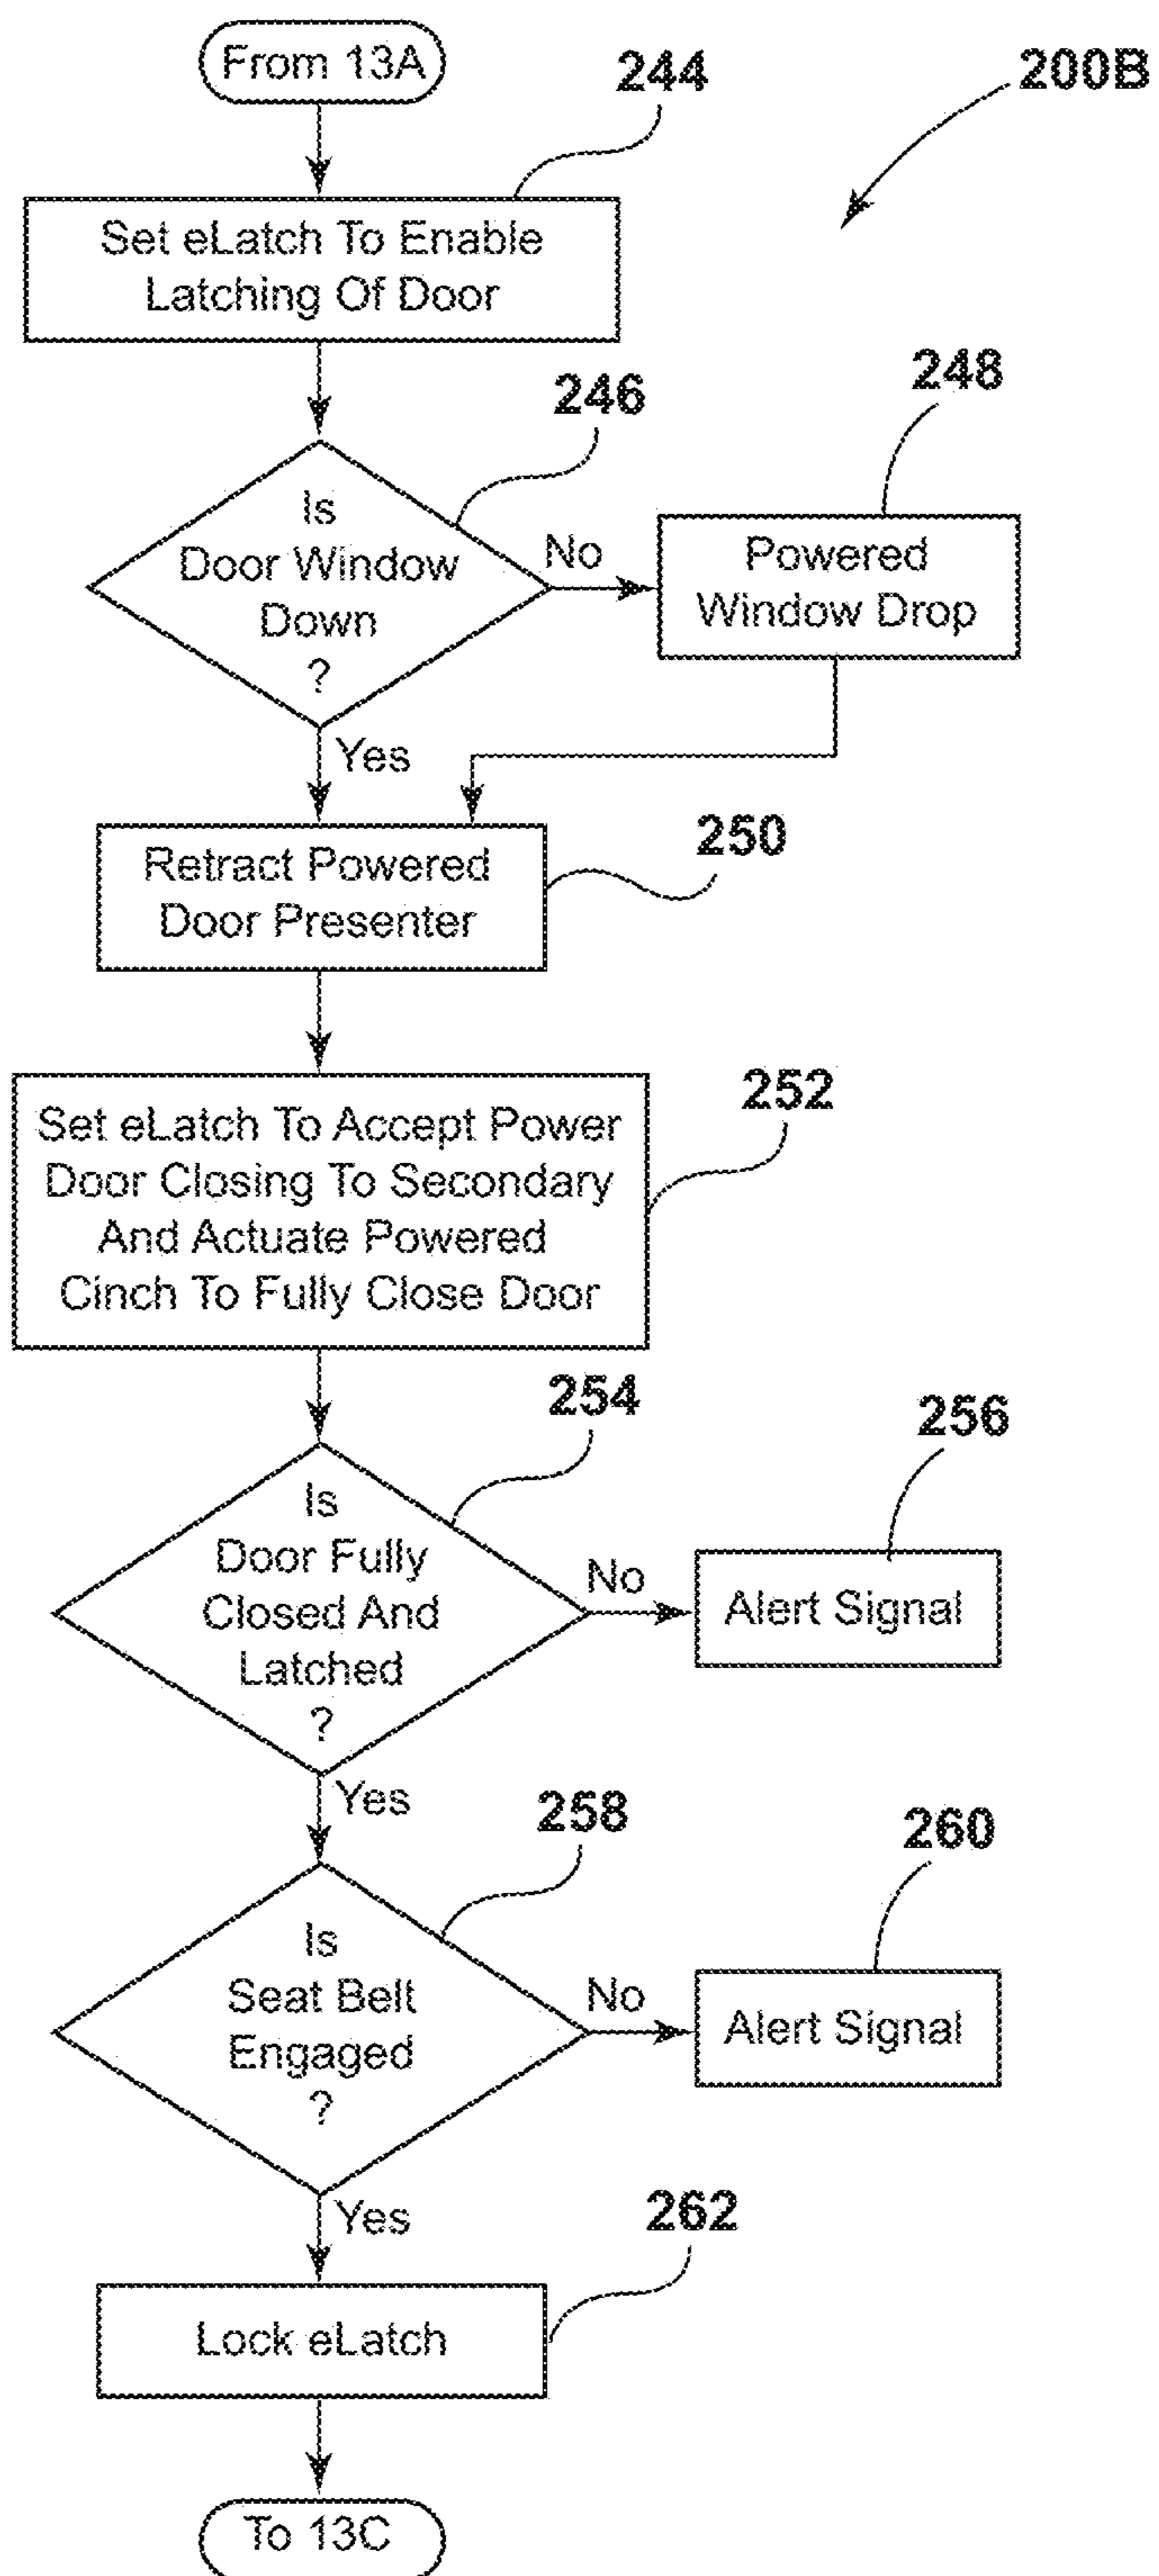 From 13A
244
200B
Set eLatch To Enable
Latching Of Door
246
248
Is
Door Window
Down
?
No
Powered
Window Drop
Yes
250
Retract Powered
Door Presenter
252
Set eLatch To Accept Power
Door Closing To Secondary
And Actuate Powered
Cinch To Fully Close Door
254
256
Is
Door Fully
Closed And
Latched
?
No
Alert Signal
Yes
258
260
Is
Seat Belt
Engaged
?
No
Alert Signal
Yes
262
Lock eLatch
To 13C